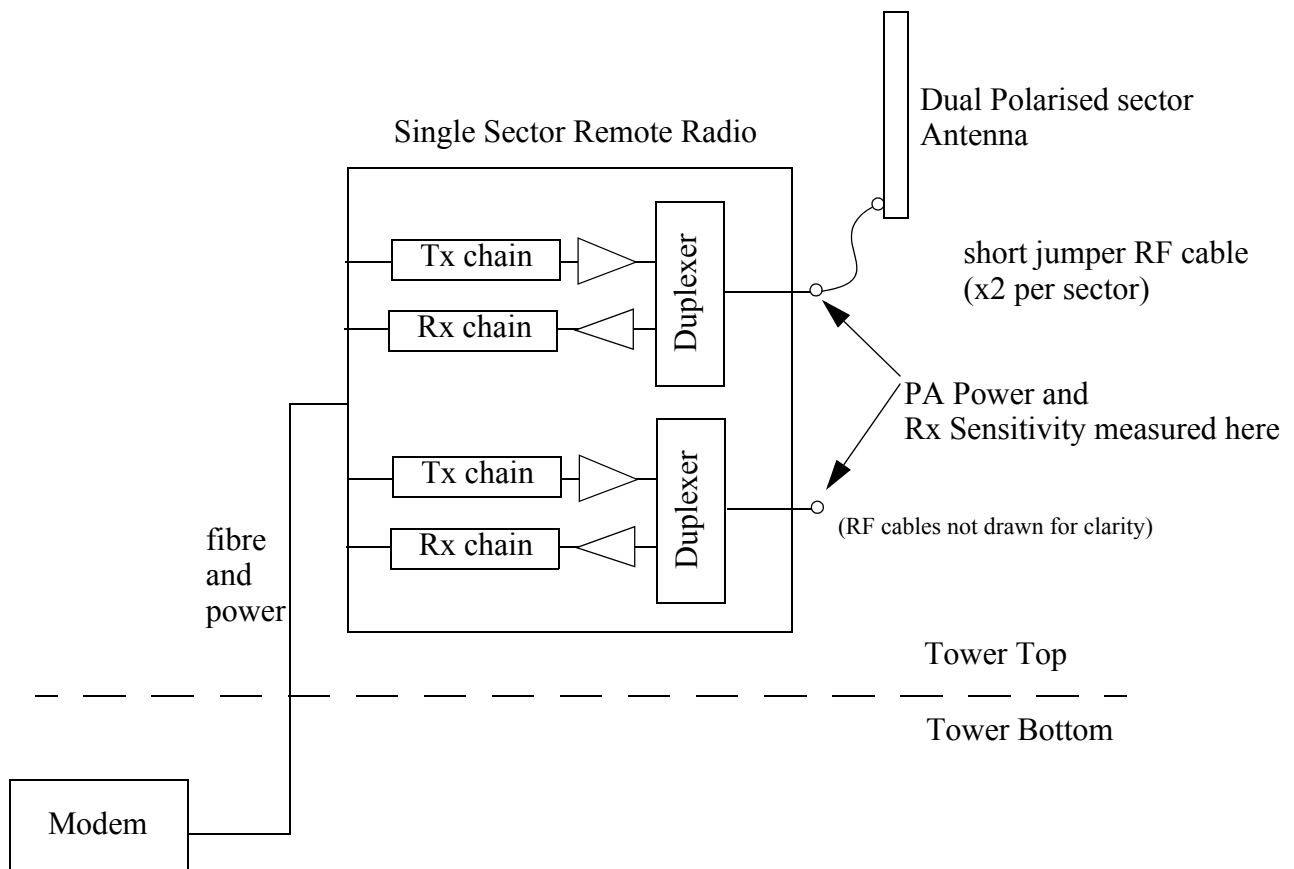 Dual Polarised sector
Antenna
Single Sector Remote Radio
Tx chain
Rx chain
Duplexer
short jumper RF cable
(x2 per sector)
PA Power and
Rx Sensitivity measured here
Tx chain
Rx chain
Duplexer
(RF cables not drawn for clarity)
fibre
and
power
Tower Top
Tower Bottom
Modem